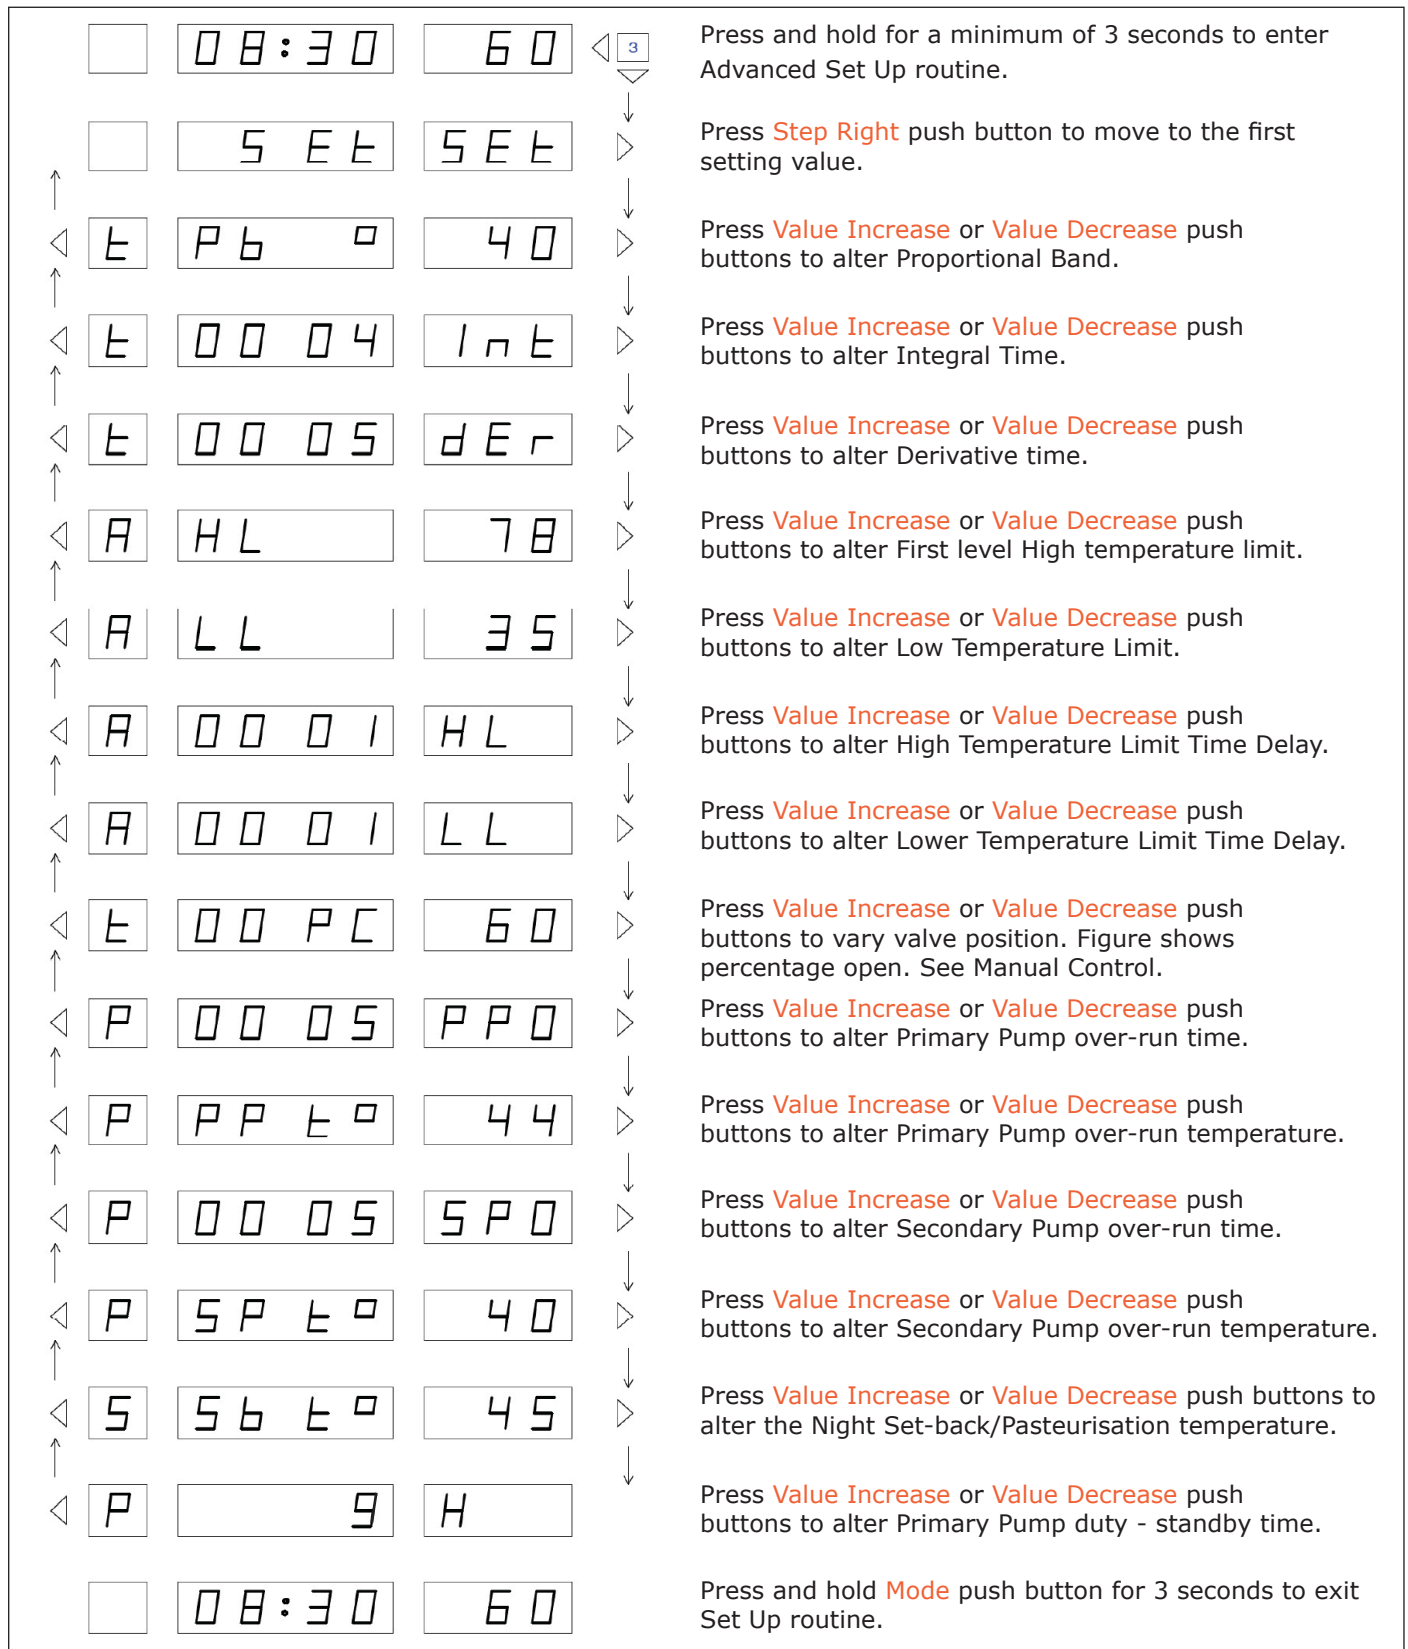 08:30 60 3 Press and hold for a minimum of 3 seconds to enter
Advanced Set Up routine.
SEt SEt Press Step Right push button to move to the first
setting value.
t Pb º 40 Press Value Increase or Value Decrease push
buttons to alter Proportional Band.
t 00 04 Int Press Value Increase or Value Decrease push
buttons to alter Integral Time.
t 00 05 dEr Press Value Increase or Value Decrease push
buttons to alter Derivative time.
A HL 78 Press Value Increase or Value Decrease push
buttons to alter First level High temperature limit.
A LL 35 Press Value Increase or Value Decrease push
buttons to alter Low Temperature Limit.
A 00 01 HL Press Value Increase or Value Decrease push
buttons to alter High Temperature Limit Time Delay.
A 00 01 LL Press Value Increase or Value Decrease push
buttons to alter Lower Temperature Limit Time Delay.
t 00 PC 60 Press Value Increase or Value Decrease push
buttons to vary valve position. Figure shows
percentage open. See Manual Control.
P 00 05 PPO Press Value Increase or Value Decrease push
buttons to alter Primary Pump over-run time.
P PP tº 44 Press Value Increase or Value Decrease push
buttons to alter Primary Pump over-run temperature.
P 00 05 SPO Press Value Increase or Value Decrease push
buttons to alter Secondary Pump over-run time.
P SP tº 40 Press Value Increase or Value Decrease push
buttons to alter Secondary Pump over-run temperature.
S Sb tº 45 Press Value Increase or Value Decrease push buttons to
alter the Night Set-back/Pasteurisation temperature.
P 9 H Press Value Increase or Value Decrease push
buttons to alter Primary Pump duty - standby time.
08:30 60 Press and hold Mode push button for 3 seconds to exit
Set Up routine.